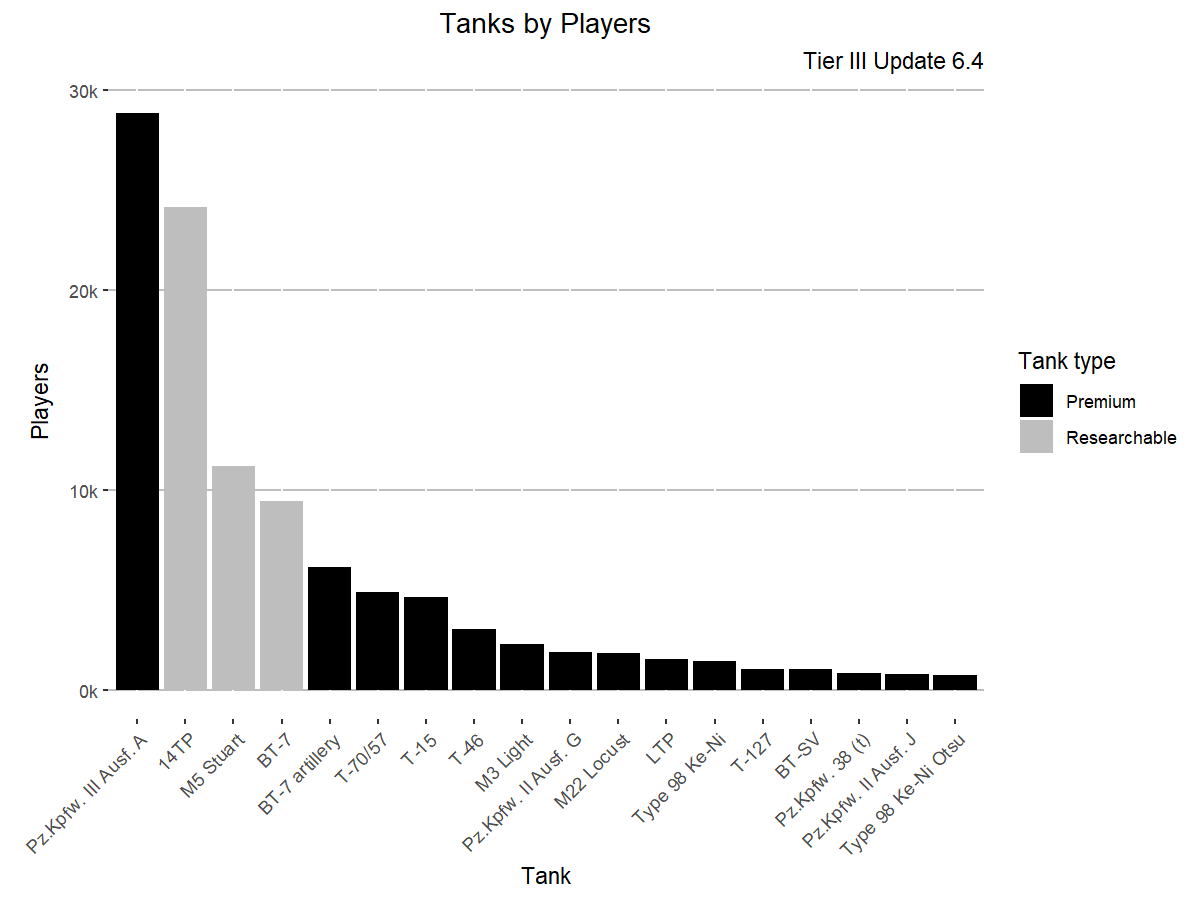 Tanks by Players
Tier III Update 6.4
30k
20k
10k
0k
Players
Pz.Kpfw. III Ausf. A
14TP
M5 Stuart
BT-7
BT-7 artillery
T-70/57
T-15
T-46
M3 Light
Pz.Kpfw. II Ausf. G
M22 Locust
LTP
Type 98 Ke-Ni
T-127
BT-SV
Pz.Kpfw. 38 (t)
Pz.Kpfw. II Ausf. J
Type 98 Ke-Ni Otsu
Tank
Tank type
Premium
Researchable